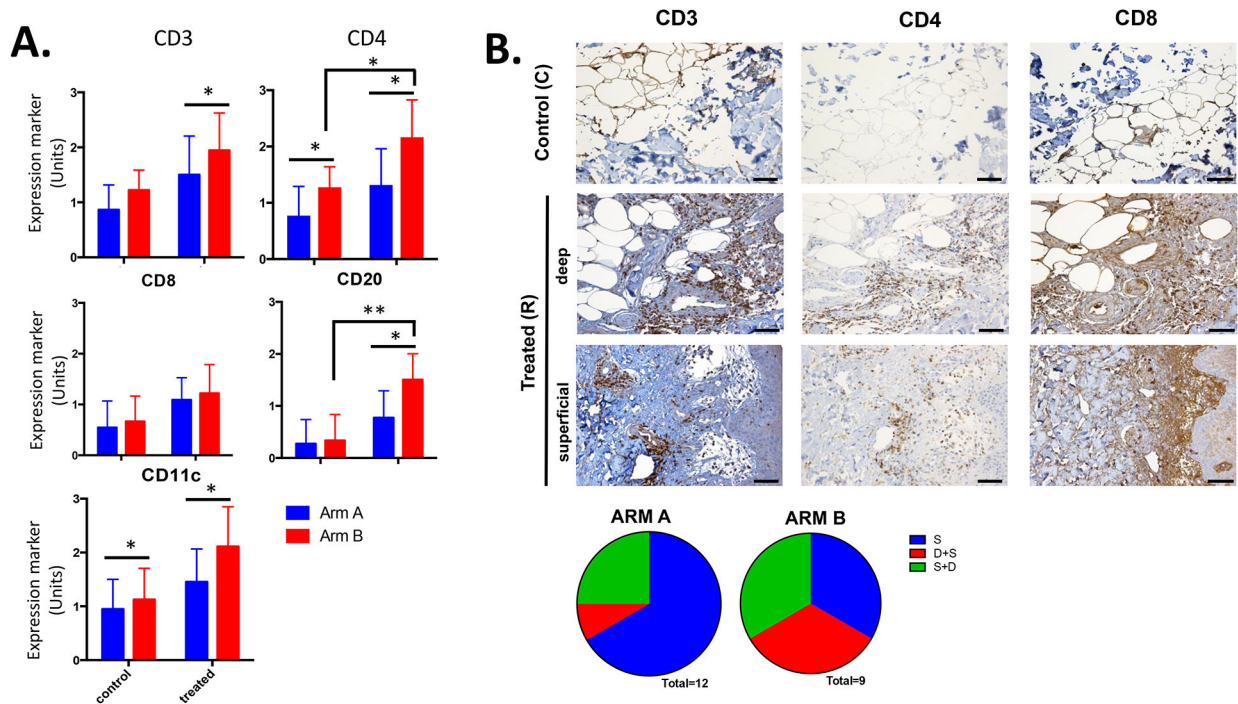 A.
CD3
CD4
Expression marker
(Units)
3
2
1
0
*
3
2
1
0
*
*
*
CD8
CD20
Expression marker
(Units)
3
2
1
0
3
2
1
0
**
*
CD11c
Expression marker
(Units)
3
2
1
0
*
*
control
treated
Arm A
Arm B
B.
CD3
CD4
CD8
Control (C)
Treated (R)
deep
superficial
ARM A
ARM B
Total=12
Total=9
S
D+S
S+D